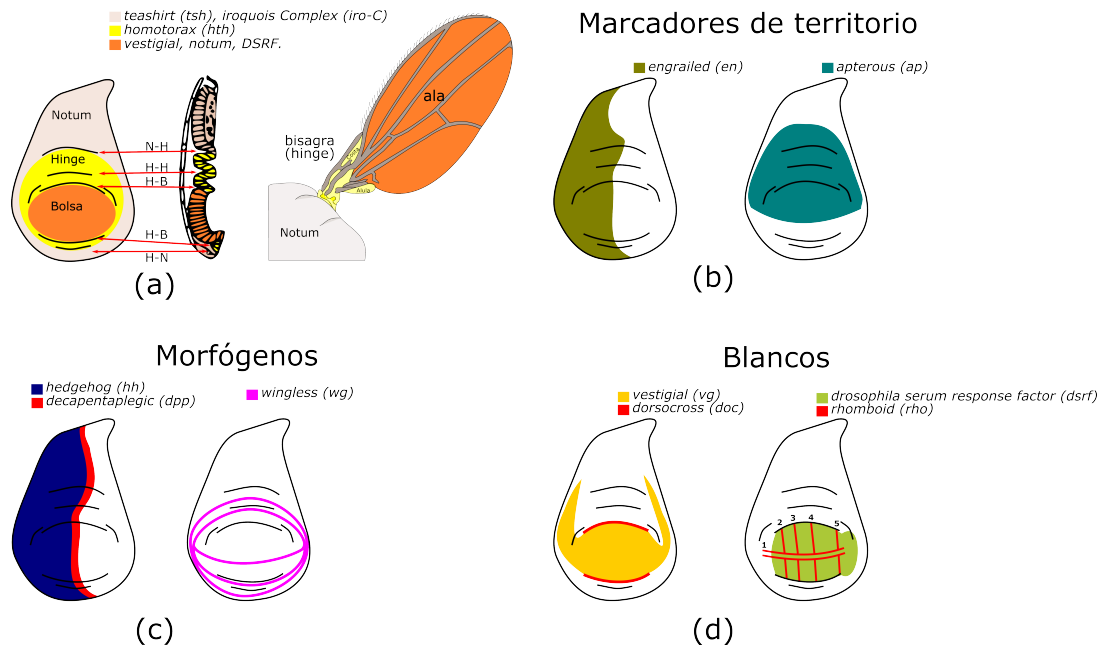 teashirt (tsh), iroquois Complex (iro-C)
homotorax (hth)
vestigial, notum, DSRF.
Notum
Hinge
Bolsa
N-H
H-H
H-B
H-B
H-N
ala
bisagra
(hinge)
Alula
Notum
(a)
Marcadores de territorio
engrailed (en)
apterous (ap)
(b)
Morfógenos
hedgehog (hh)
decapentaplegic (dpp)
wingless (wg)
(c)
Blancos
vestigial (vg)
dorsocross (doc)
drosophila serum response factor (dsrf)
rhomboid (rho)
1
2
3
4
5
(d)